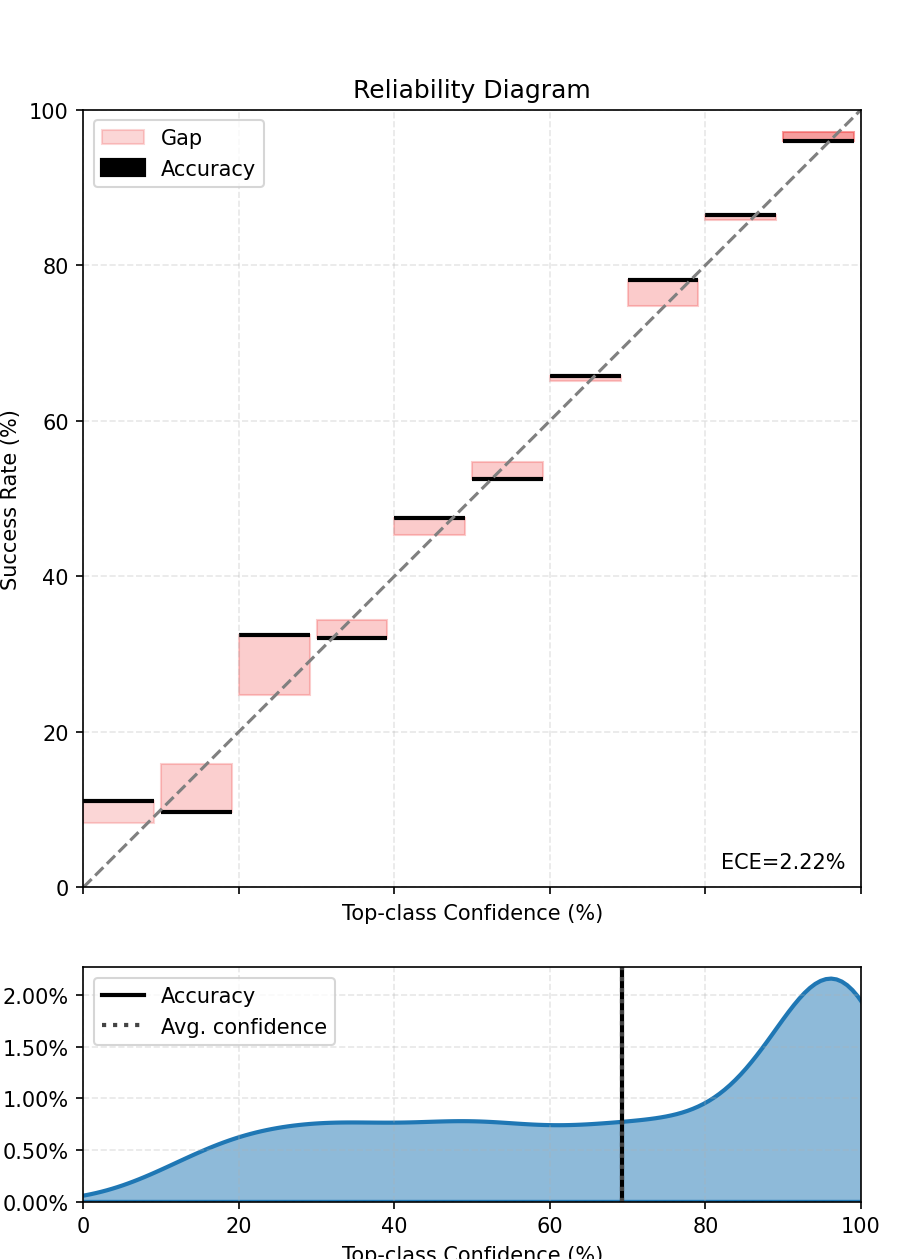 Reliability Diagram
100
80
60
40
20
0
Success Rate (%)
Gap
Accuracy
ECE=2.22%
Top-class Confidence (%)
2.00%
1.50%
1.00%
0.50%
0.00%
Accuracy
Avg. confidence
0 20 40 60 80 100
Top-class Confidence (%)